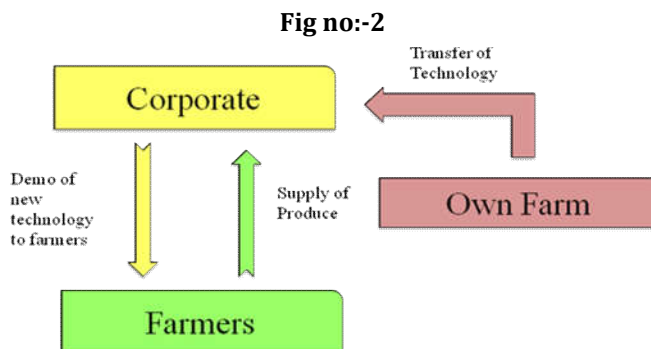 Fig no:-2
Transfer of
Technology
Corporate
Demo of
new
technology
to farmers
Supply of
Produce
Own Farm
Farmers